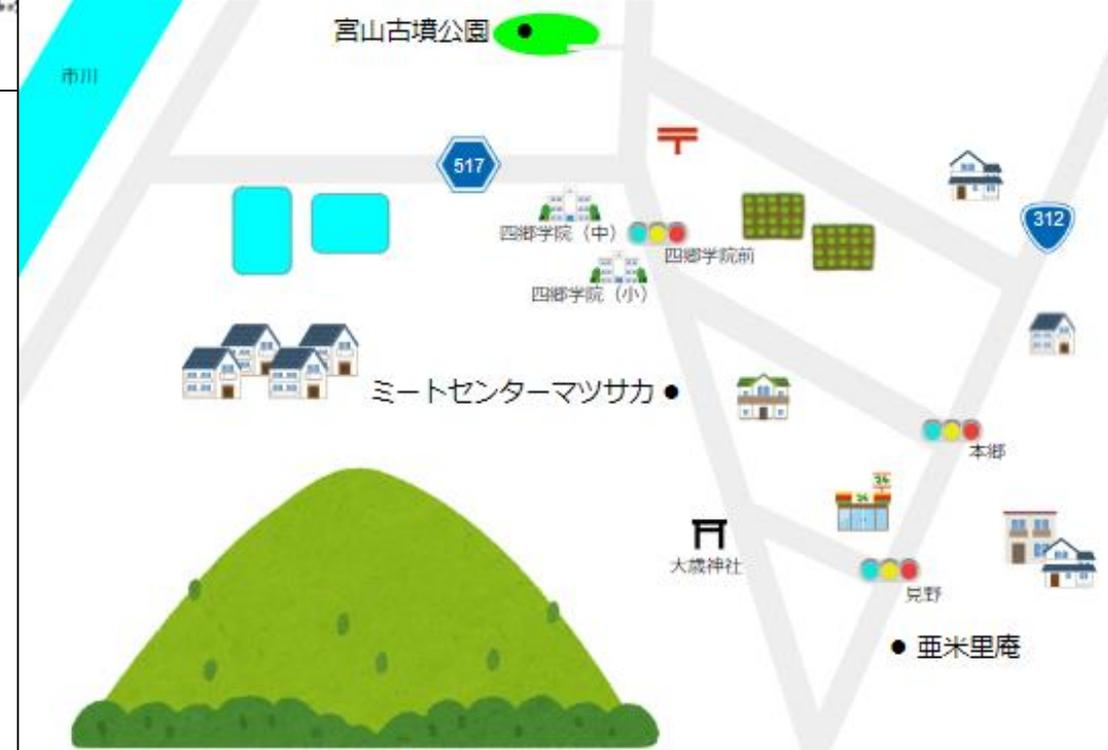 宮山古墳公園
市川
517
四郷学院（中）
四郷学院前
312
四郷学院（小）
ミートセンターマツサカ
本郷
24
24
大歳神社
見野
亜米里庵